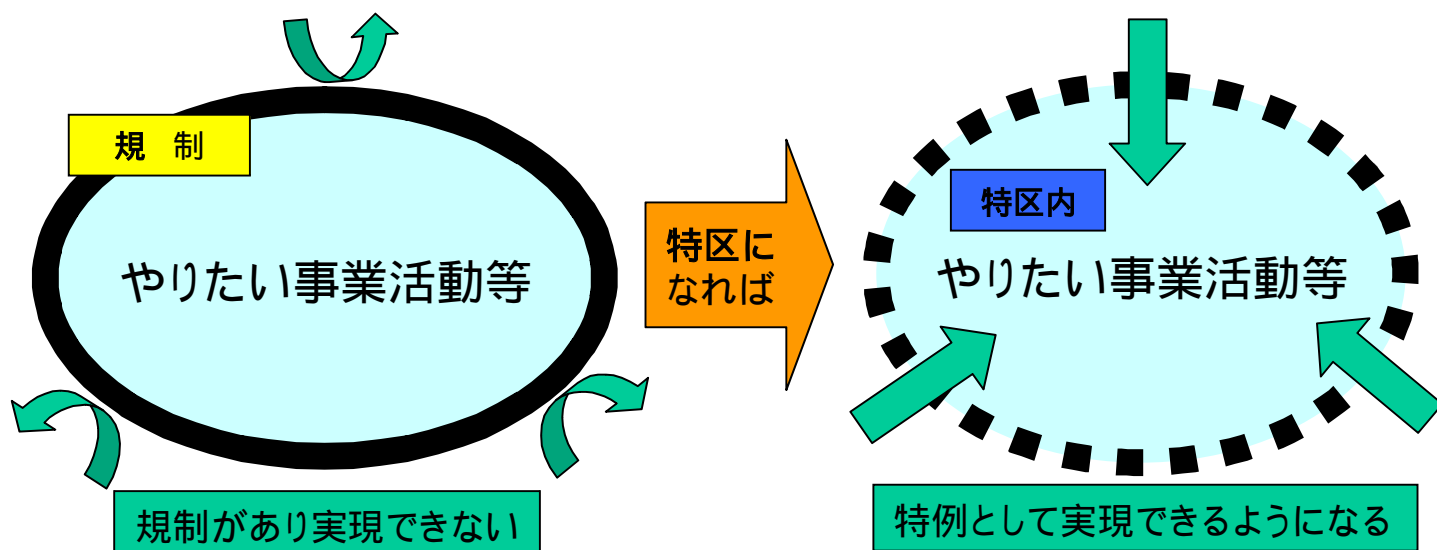 規　制
やりたい事業活動等
規制があり実現できない
特区に
なれば
特区内
やりたい事業活動等
特例として実現できるようになる